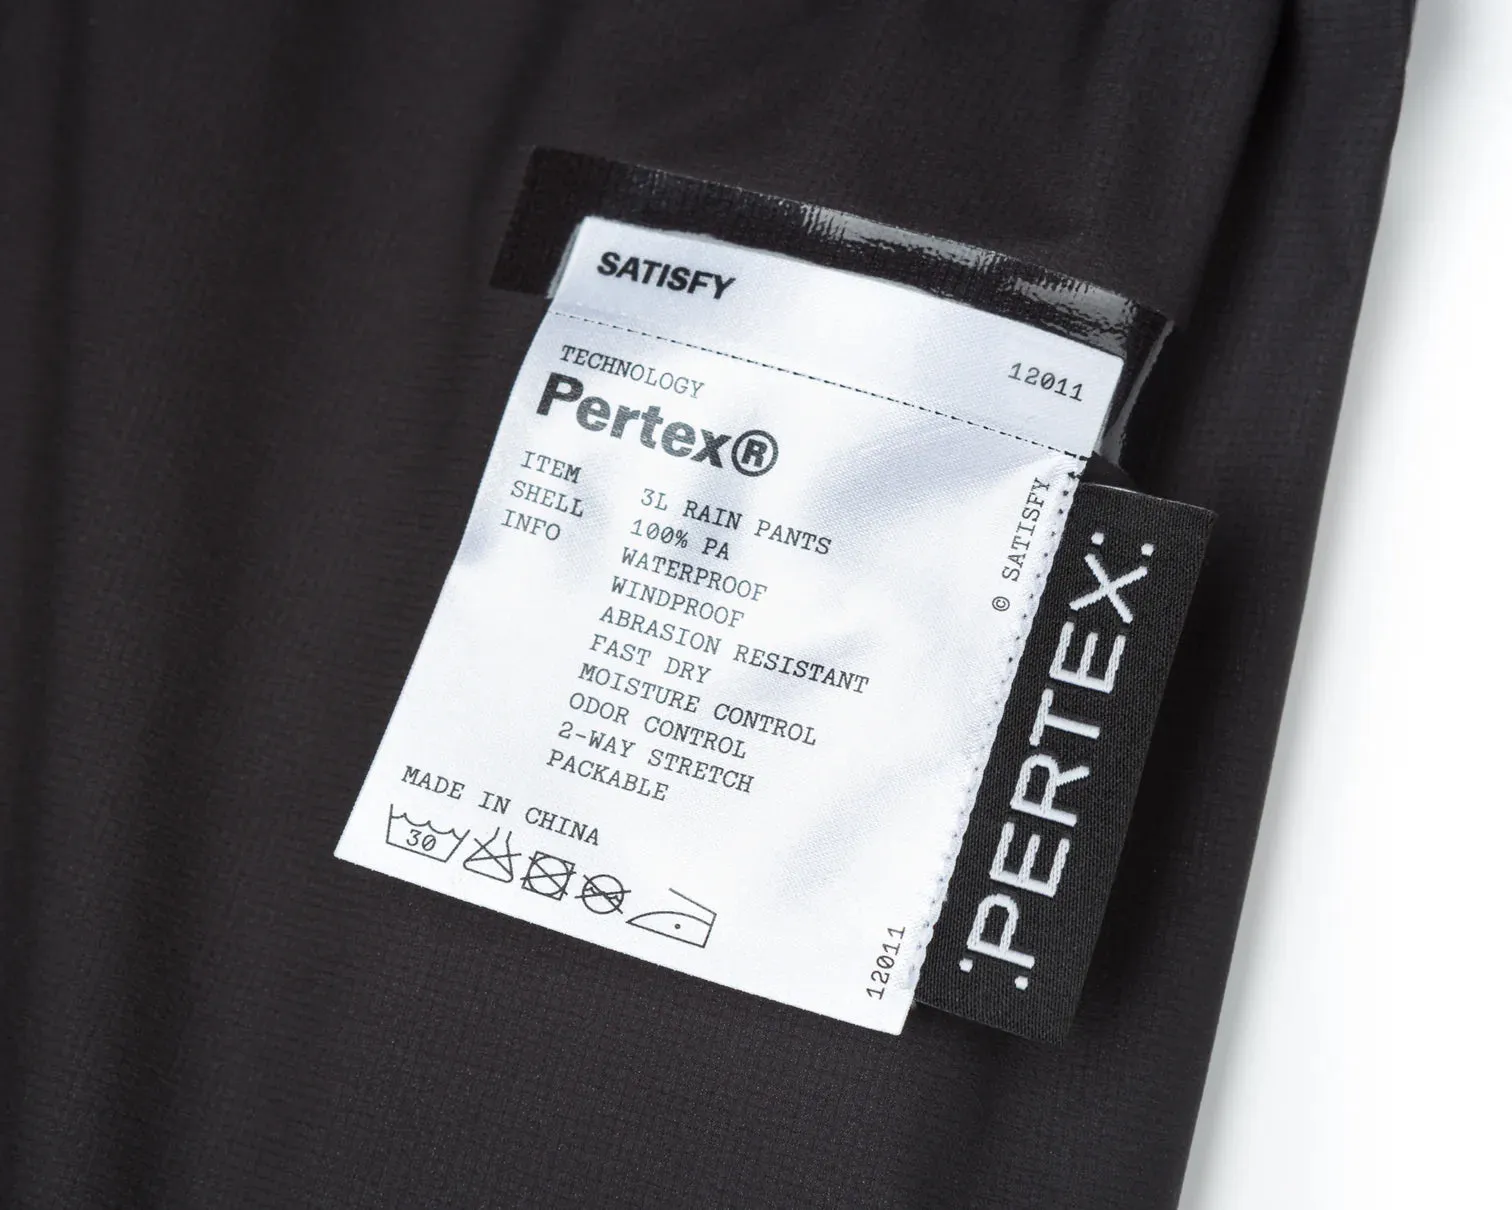 SATISFY
12011
TECHNOLOGY
Pertex®
ITEM 3L RAIN PANTS
SHELL 100% PA
INFO WATERPROOF
WINDPROOF
ABRASION RESISTANT
FAST DRY
MOISTURE CONTROL
ODOR CONTROL
2-WAY STRETCH
PACKABLE
MADE IN CHINA
30
© SATISFY
12011
:PERTEX: